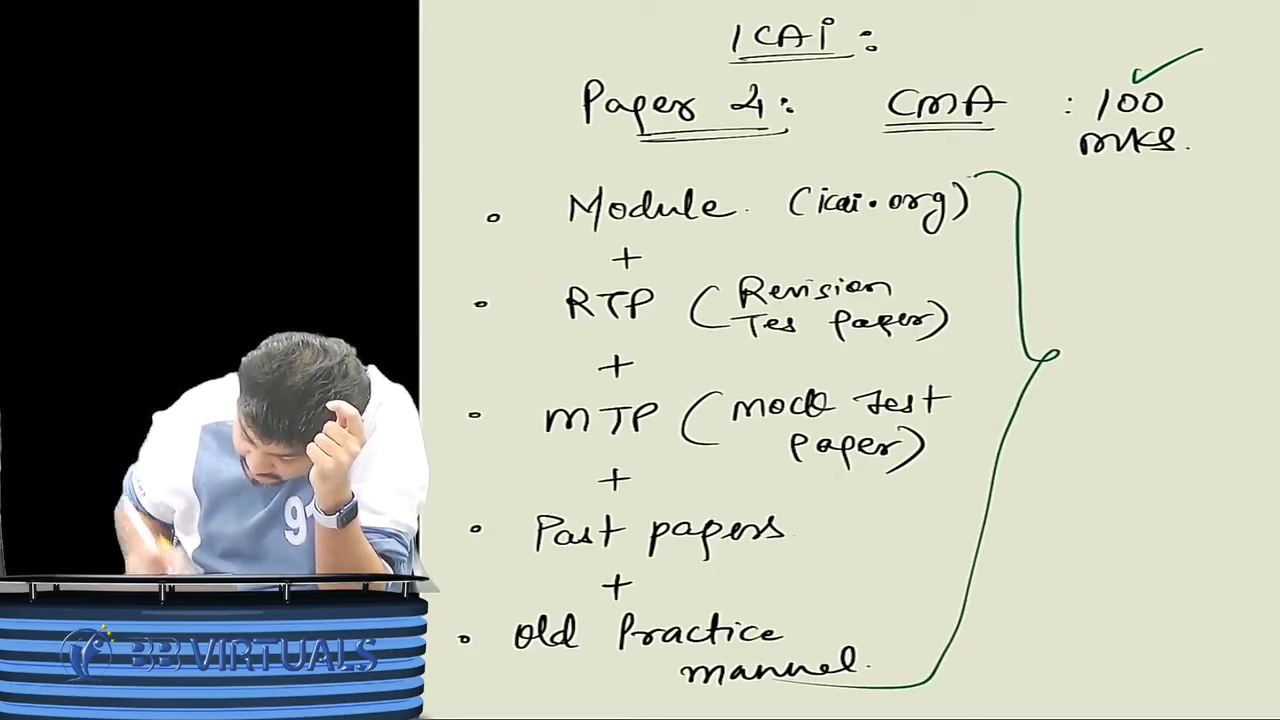 ICAI :
Paper 4 : CMA : 100
mks.
• Module. (icai.org)
+
• RTP (Revision
Tes paper)
+
• MTP (Mock Test
paper)
+
• Past papers
+
• Old Practice
mannel.
91
BB VIRTUALS